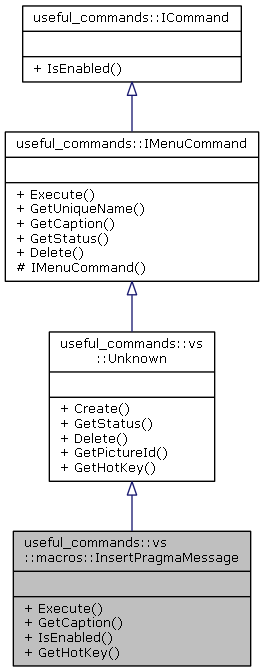 useful_commands::ICommand
+ IsEnabled()
useful_commands::IMenuCommand
+ Execute()
+ GetUniqueName()
+ GetCaption()
+ GetStatus()
+ Delete()
# IMenuCommand()
useful_commands::vs
::Unknown
+ Create()
+ GetStatus()
+ Delete()
+ GetPictureId()
+ GetHotKey()
useful_commands::vs
::macros::InsertPragmaMessage
+ Execute()
+ GetCaption()
+ IsEnabled()
+ GetHotKey()